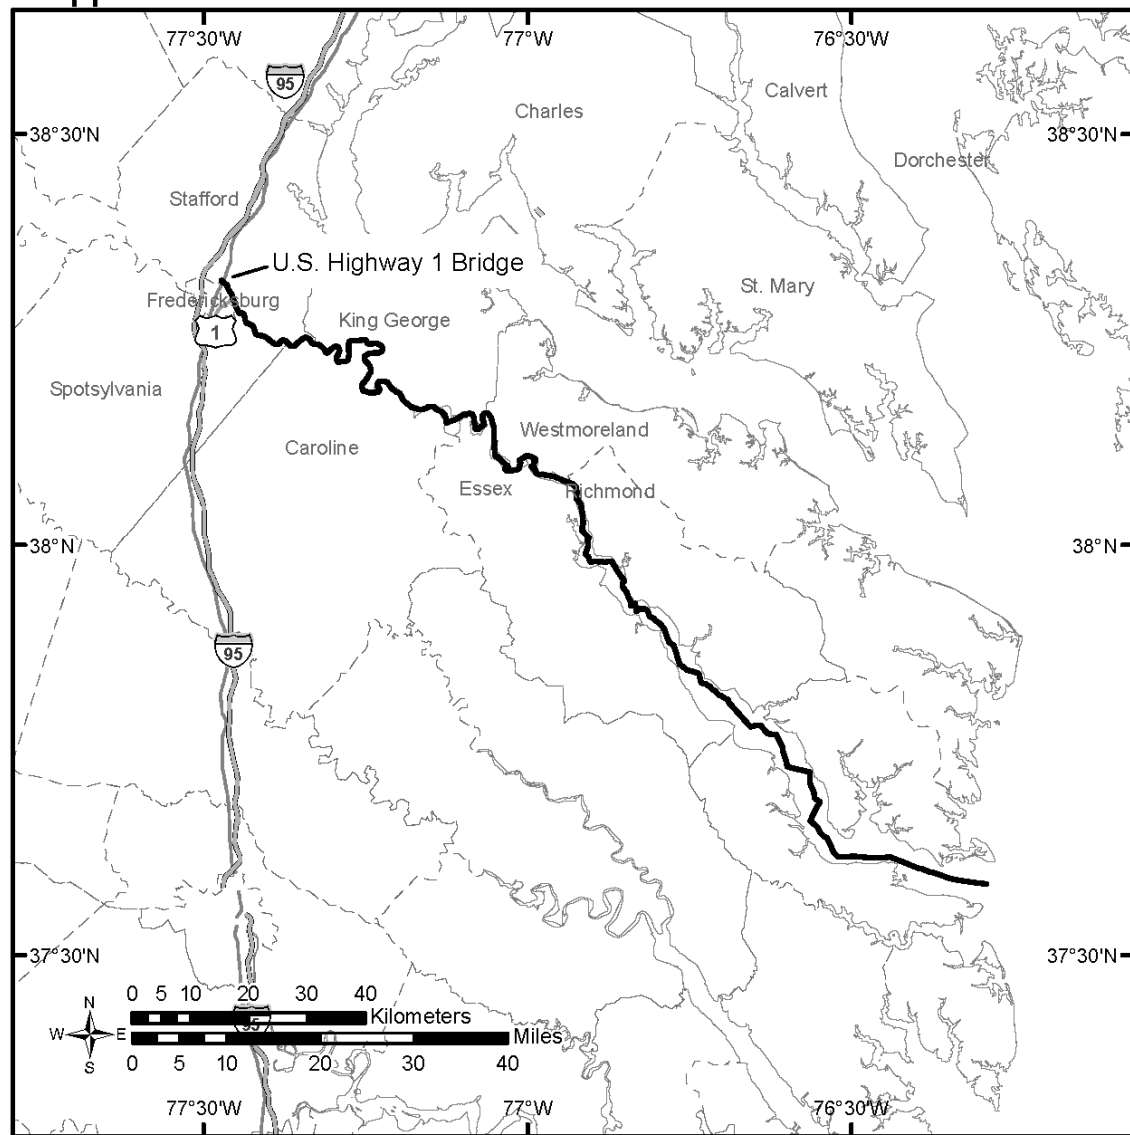 77°30'W 77°W 76°30'W
95
Calvert
Charles
38°30'N 38°30'N
Dorchester
Stafford
U.S. Highway 1 Bridge
St. Mary
Fredericksburg
King George
1
Spotsylvania
Westmoreland
Caroline
Essex Richmond
38°N 38°N
95
37°30'N 37°30'N
0 5 10 20 30 40
N
Kilometers
95
W E
Miles
S
0 5 10 20 30 40
77°30'W 77°W 76°30'W